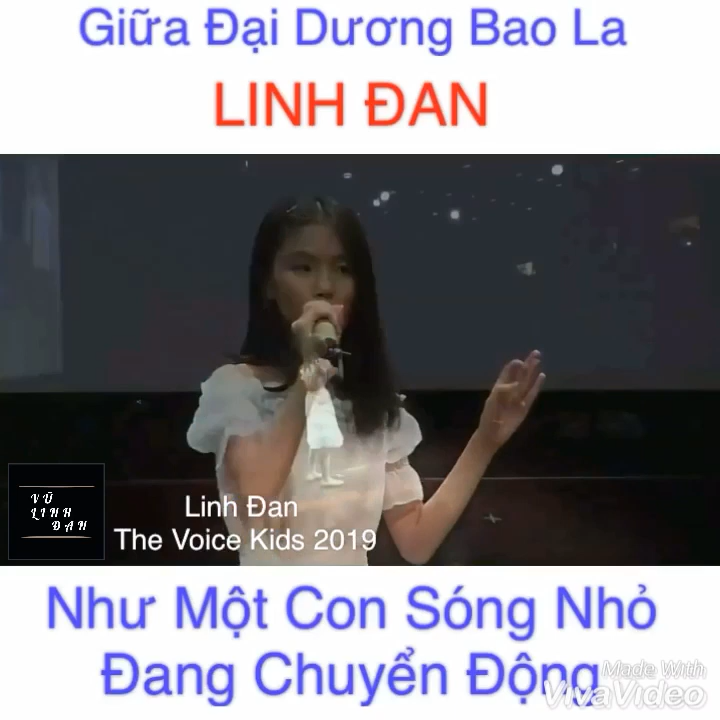 Giữa Đại Dương Bao La
LINH ĐAN
VŨ
LINH
ĐAN
Linh Đan
The Voice Kids 2019
Như Một Con Sóng Nhỏ
Đang Chuyển Động
Made With
VivaVideo